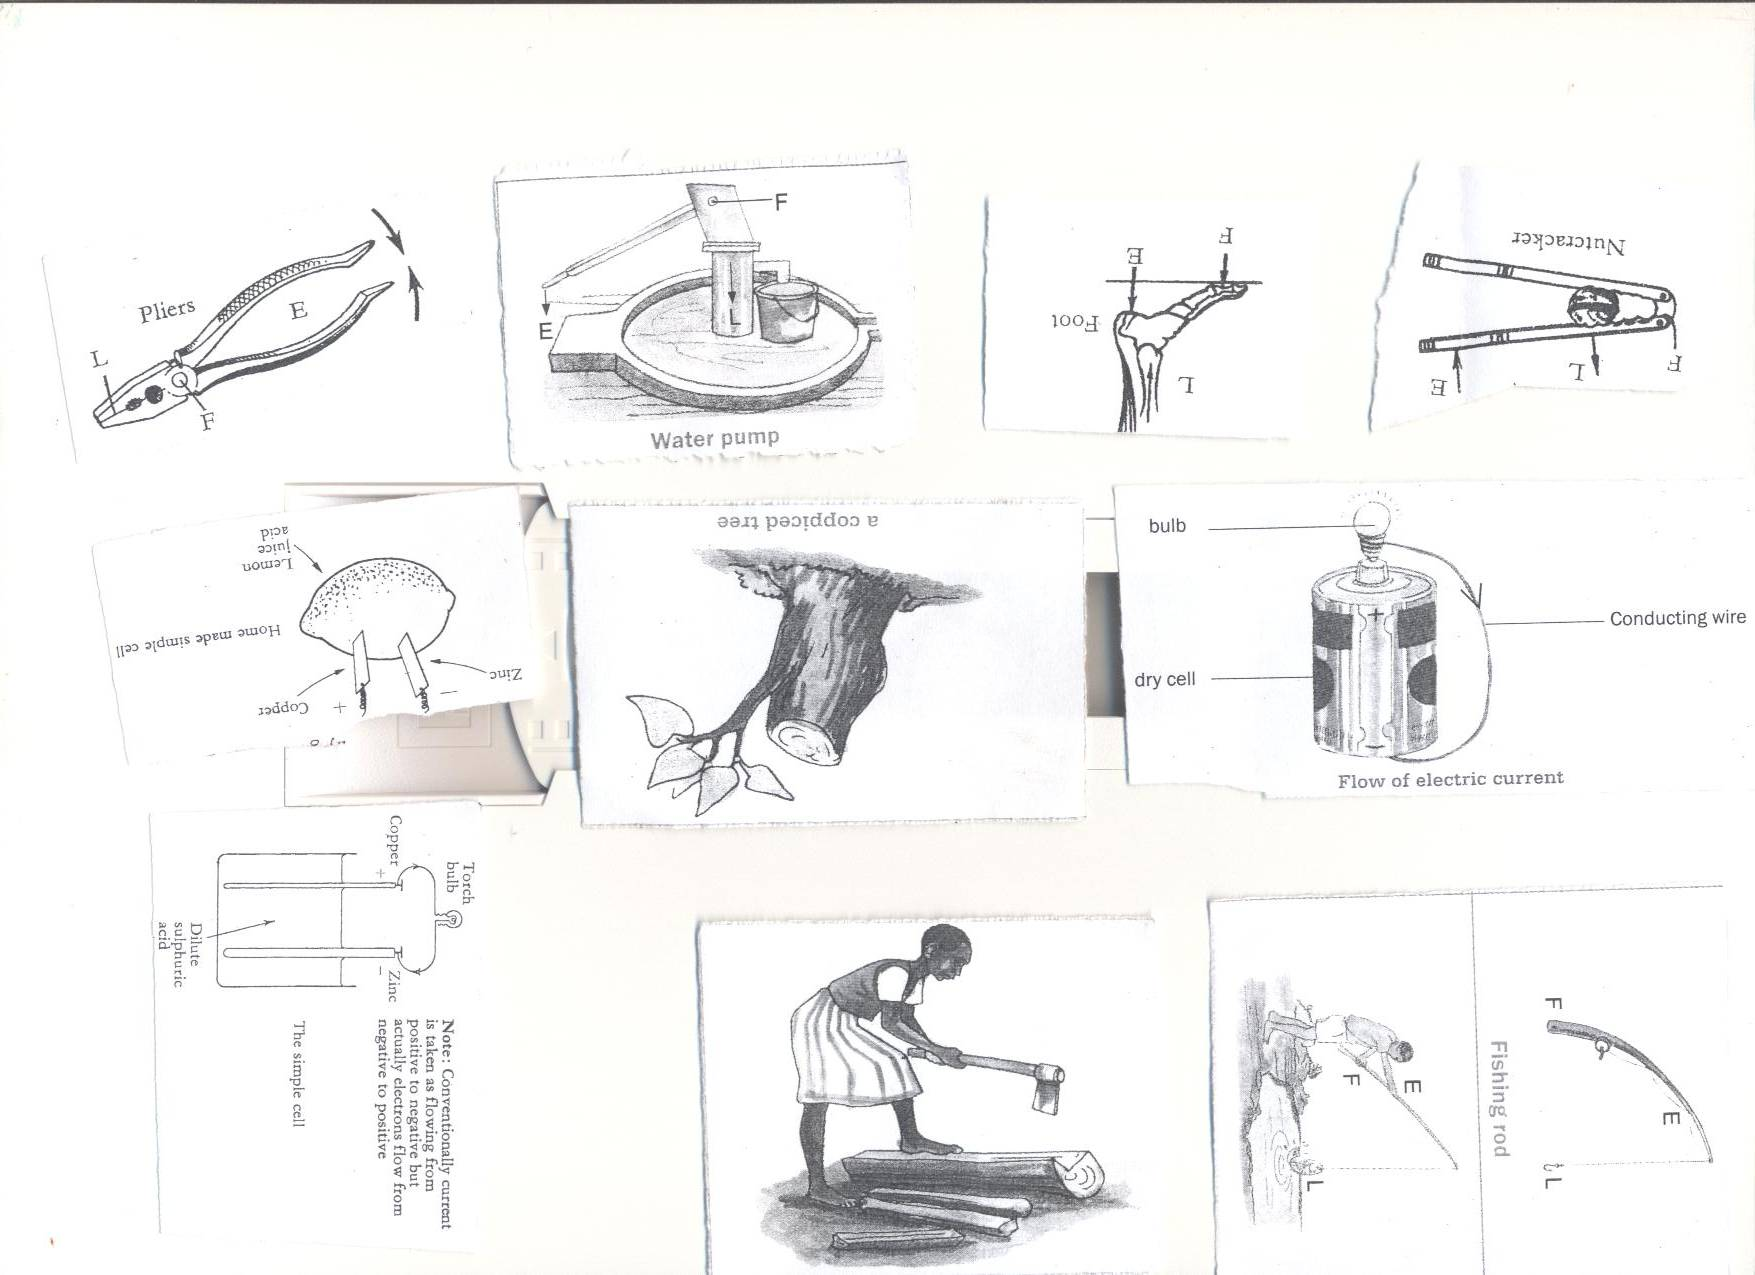 Pliers
E
L
F
F
E
L
Water pump
F
E
Foot
L
Nutcracker
F
L
E
Zinc
−
+
Copper
Home made simple cell
Lemon
juice
acid
a coppiced tree
bulb
+
Conducting wire
dry cell
−
Flow of electric current
Torch
bulb
Copper
+
Zinc
−
Dilute
sulphuric
acid
Note: Conventionally current
is taken as flowing from
positive to negative but
actually electrons flow from
negative to positive
The simple cell
F
E
L
Fishing rod
E
F
L